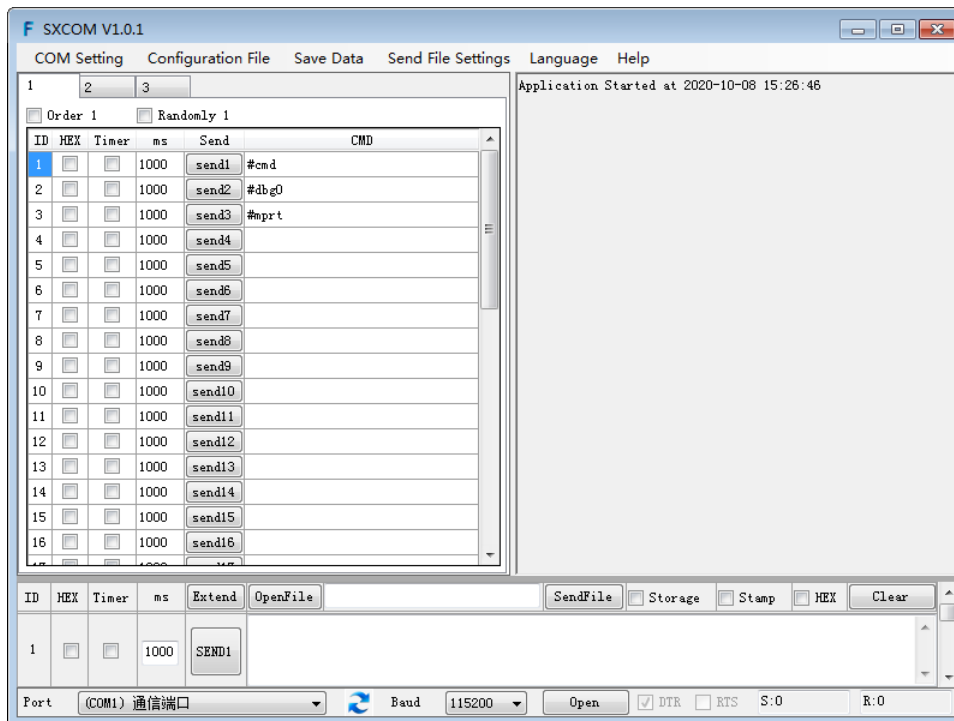 SXCOM V1.0.1
COM Setting Configuration File Save Data Send File Settings Language Help
1 2 3
Order 1 Randomly 1
ID HEX Timer ms Send CMD
1 1000 send1 #cmd
2 1000 send2 #dbg0
3 1000 send3 #mprt
4 1000 send4
5 1000 send5
6 1000 send6
7 1000 send7
8 1000 send8
9 1000 send9
10 1000 send10
11 1000 send11
12 1000 send12
13 1000 send13
14 1000 send14
15 1000 send15
16 1000 send16
Application Started at 2020-10-08 15:26:46
ID HEX Timer ms Extend OpenFile SendFile Storage Stamp HEX Clear
1 1000 SEND1
Port (COM1) 通信端口 Baud 115200 Open DTR RTS S:0 R:0